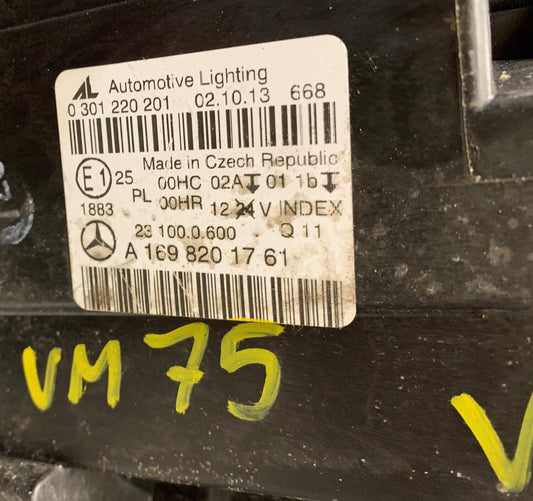 AL Automotive Lighting
0 301 220 201 02.10.13 668
Made in Czech Republic
E1 25 PL 00HC 02A 01 1b
1883 00HR 12 24 V INDEX
23 100.0.600 Q 11
A 169 820 17 61
VM 75
V